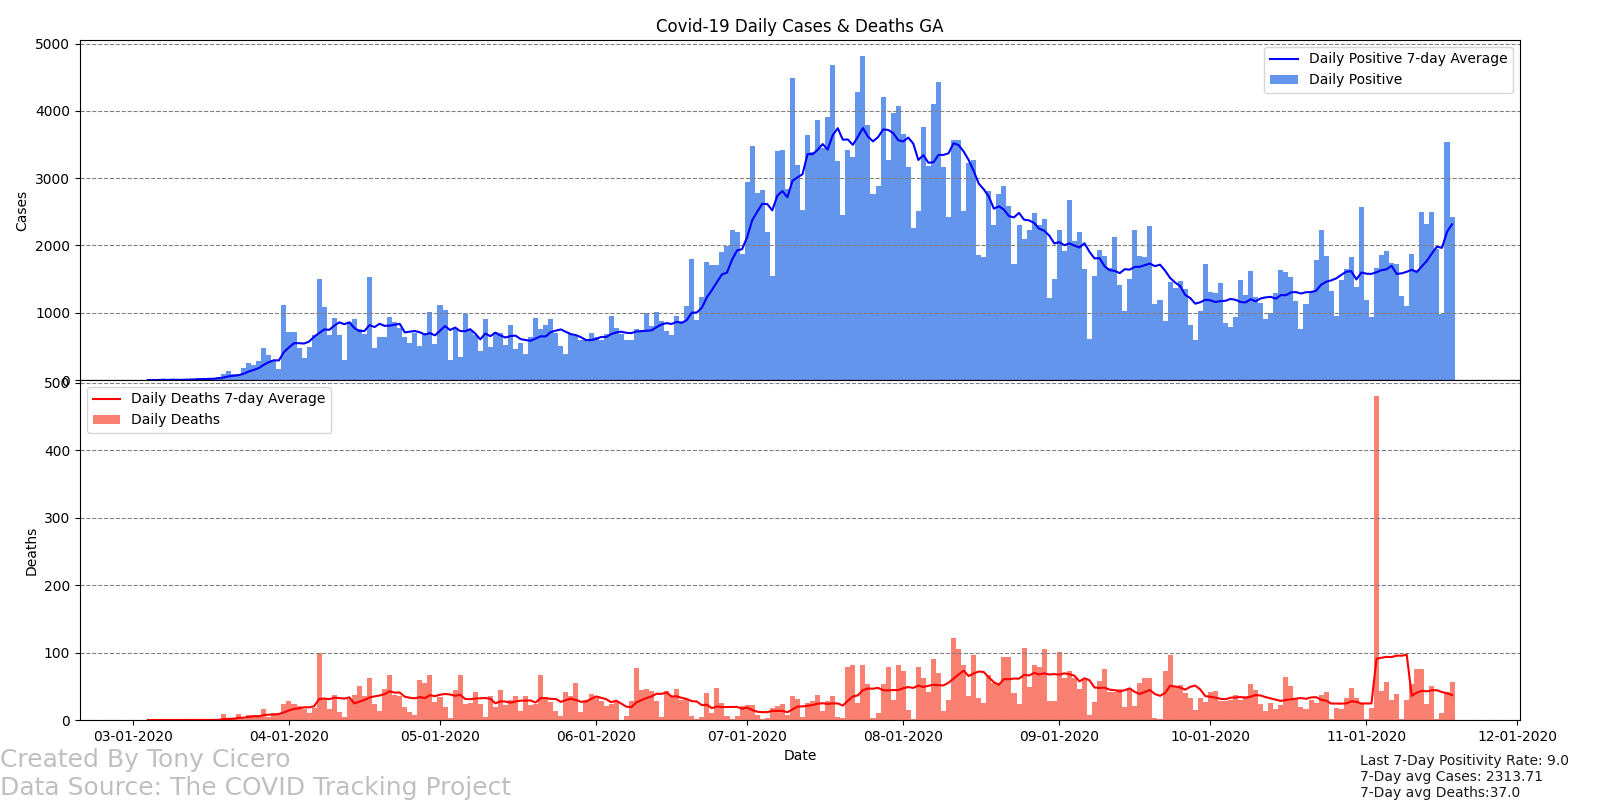 Covid-19 Daily Cases & Deaths GA
5000
4000
3000
2000
1000
0
Cases
Daily Positive 7-day Average
Daily Positive
500
400
300
200
100
0
Deaths
Daily Deaths 7-day Average
Daily Deaths
03-01-2020 04-01-2020 05-01-2020 06-01-2020 07-01-2020 08-01-2020 09-01-2020 10-01-2020 11-01-2020 12-01-2020
Date
Created By Tony Cicero
Data Source: The COVID Tracking Project
Last 7-Day Positivity Rate: 9.0
7-Day avg Cases: 2313.71
7-Day avg Deaths:37.0